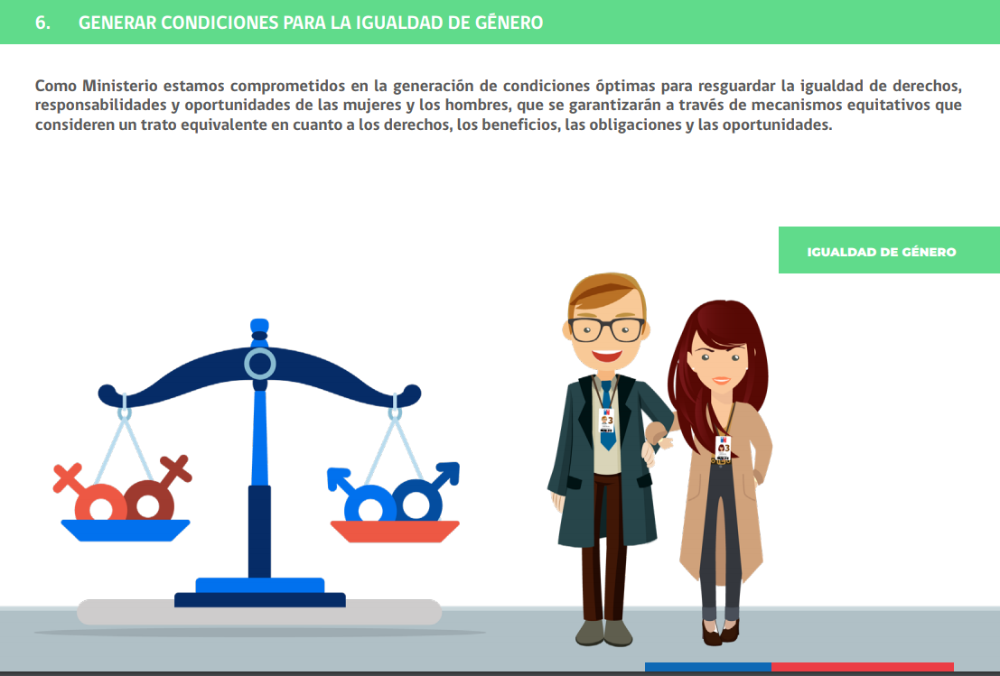 6. GENERAR CONDICIONES PARA LA IGUALDAD DE GÉNERO
Como Ministerio estamos comprometidos en la generación de condiciones óptimas para resguardar la igualdad de derechos,
responsabilidades y oportunidades de las mujeres y los hombres, que se garantizarán a través de mecanismos equitativos que
consideren un trato equivalente en cuanto a los derechos, los beneficios, las obligaciones y las oportunidades.
IGUALDAD DE GÉNERO
3
3